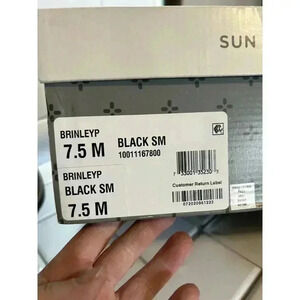 SUN
BRINLEYP
7.5 M
BLACK SM
10011167800
BRINLEYP
BLACK SM
7.5 M
Customer Return Label